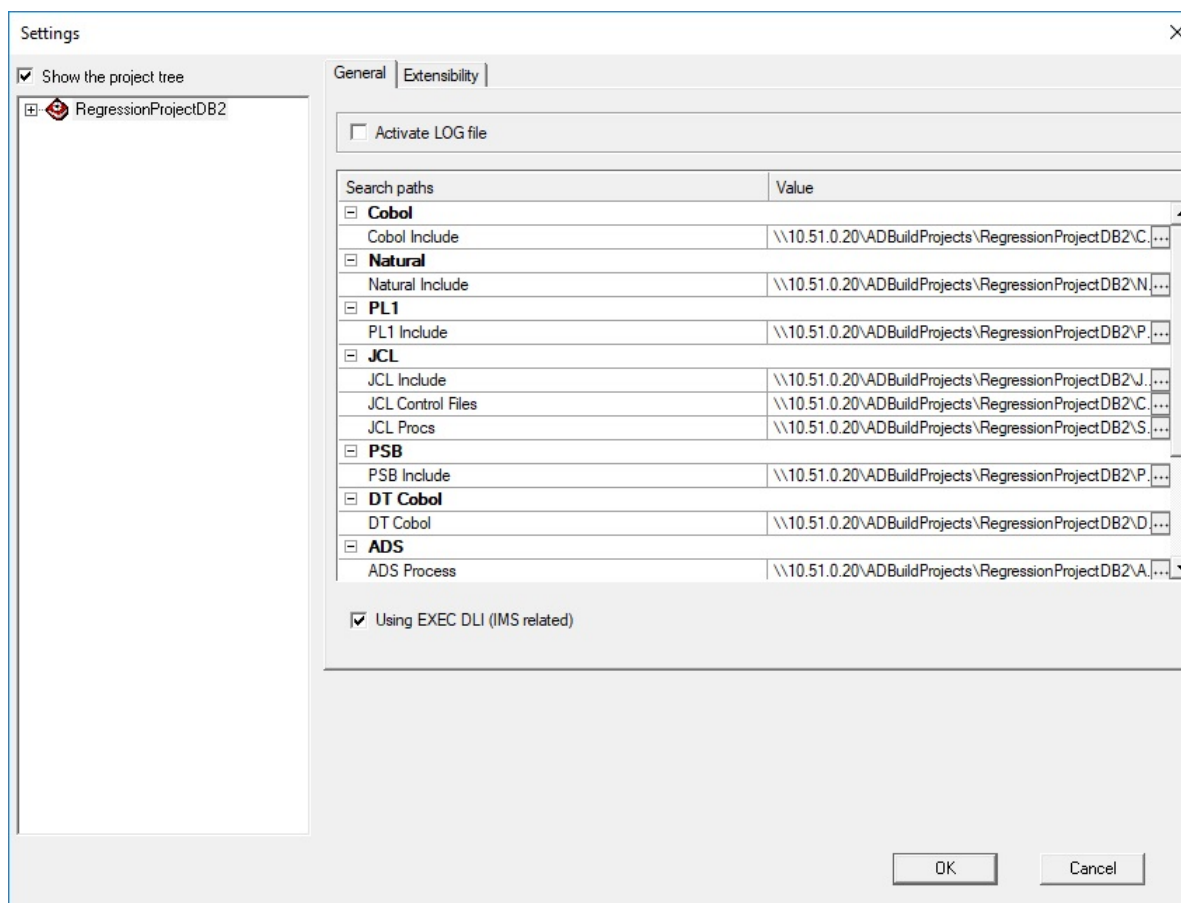 Settings
Show the project tree
RegressionProjectDB2
General Extensibility
Activate LOG file
Search paths Value
Cobol
Cobol Include \\10.51.0.20\ADBuildProjects\RegressionProjectDB2\C...
Natural
Natural Include \\10.51.0.20\ADBuildProjects\RegressionProjectDB2\N...
PL1
PL1 Include \\10.51.0.20\ADBuildProjects\RegressionProjectDB2\P...
JCL
JCL Include \\10.51.0.20\ADBuildProjects\RegressionProjectDB2\J...
JCL Control Files \\10.51.0.20\ADBuildProjects\RegressionProjectDB2\C...
JCL Procs \\10.51.0.20\ADBuildProjects\RegressionProjectDB2\S...
PSB
PSB Include \\10.51.0.20\ADBuildProjects\RegressionProjectDB2\P...
DT Cobol
DT Cobol \\10.51.0.20\ADBuildProjects\RegressionProjectDB2\D...
ADS
ADS Process \\10.51.0.20\ADBuildProjects\RegressionProjectDB2\A...
Using EXEC DLI (IMS related)
OK Cancel